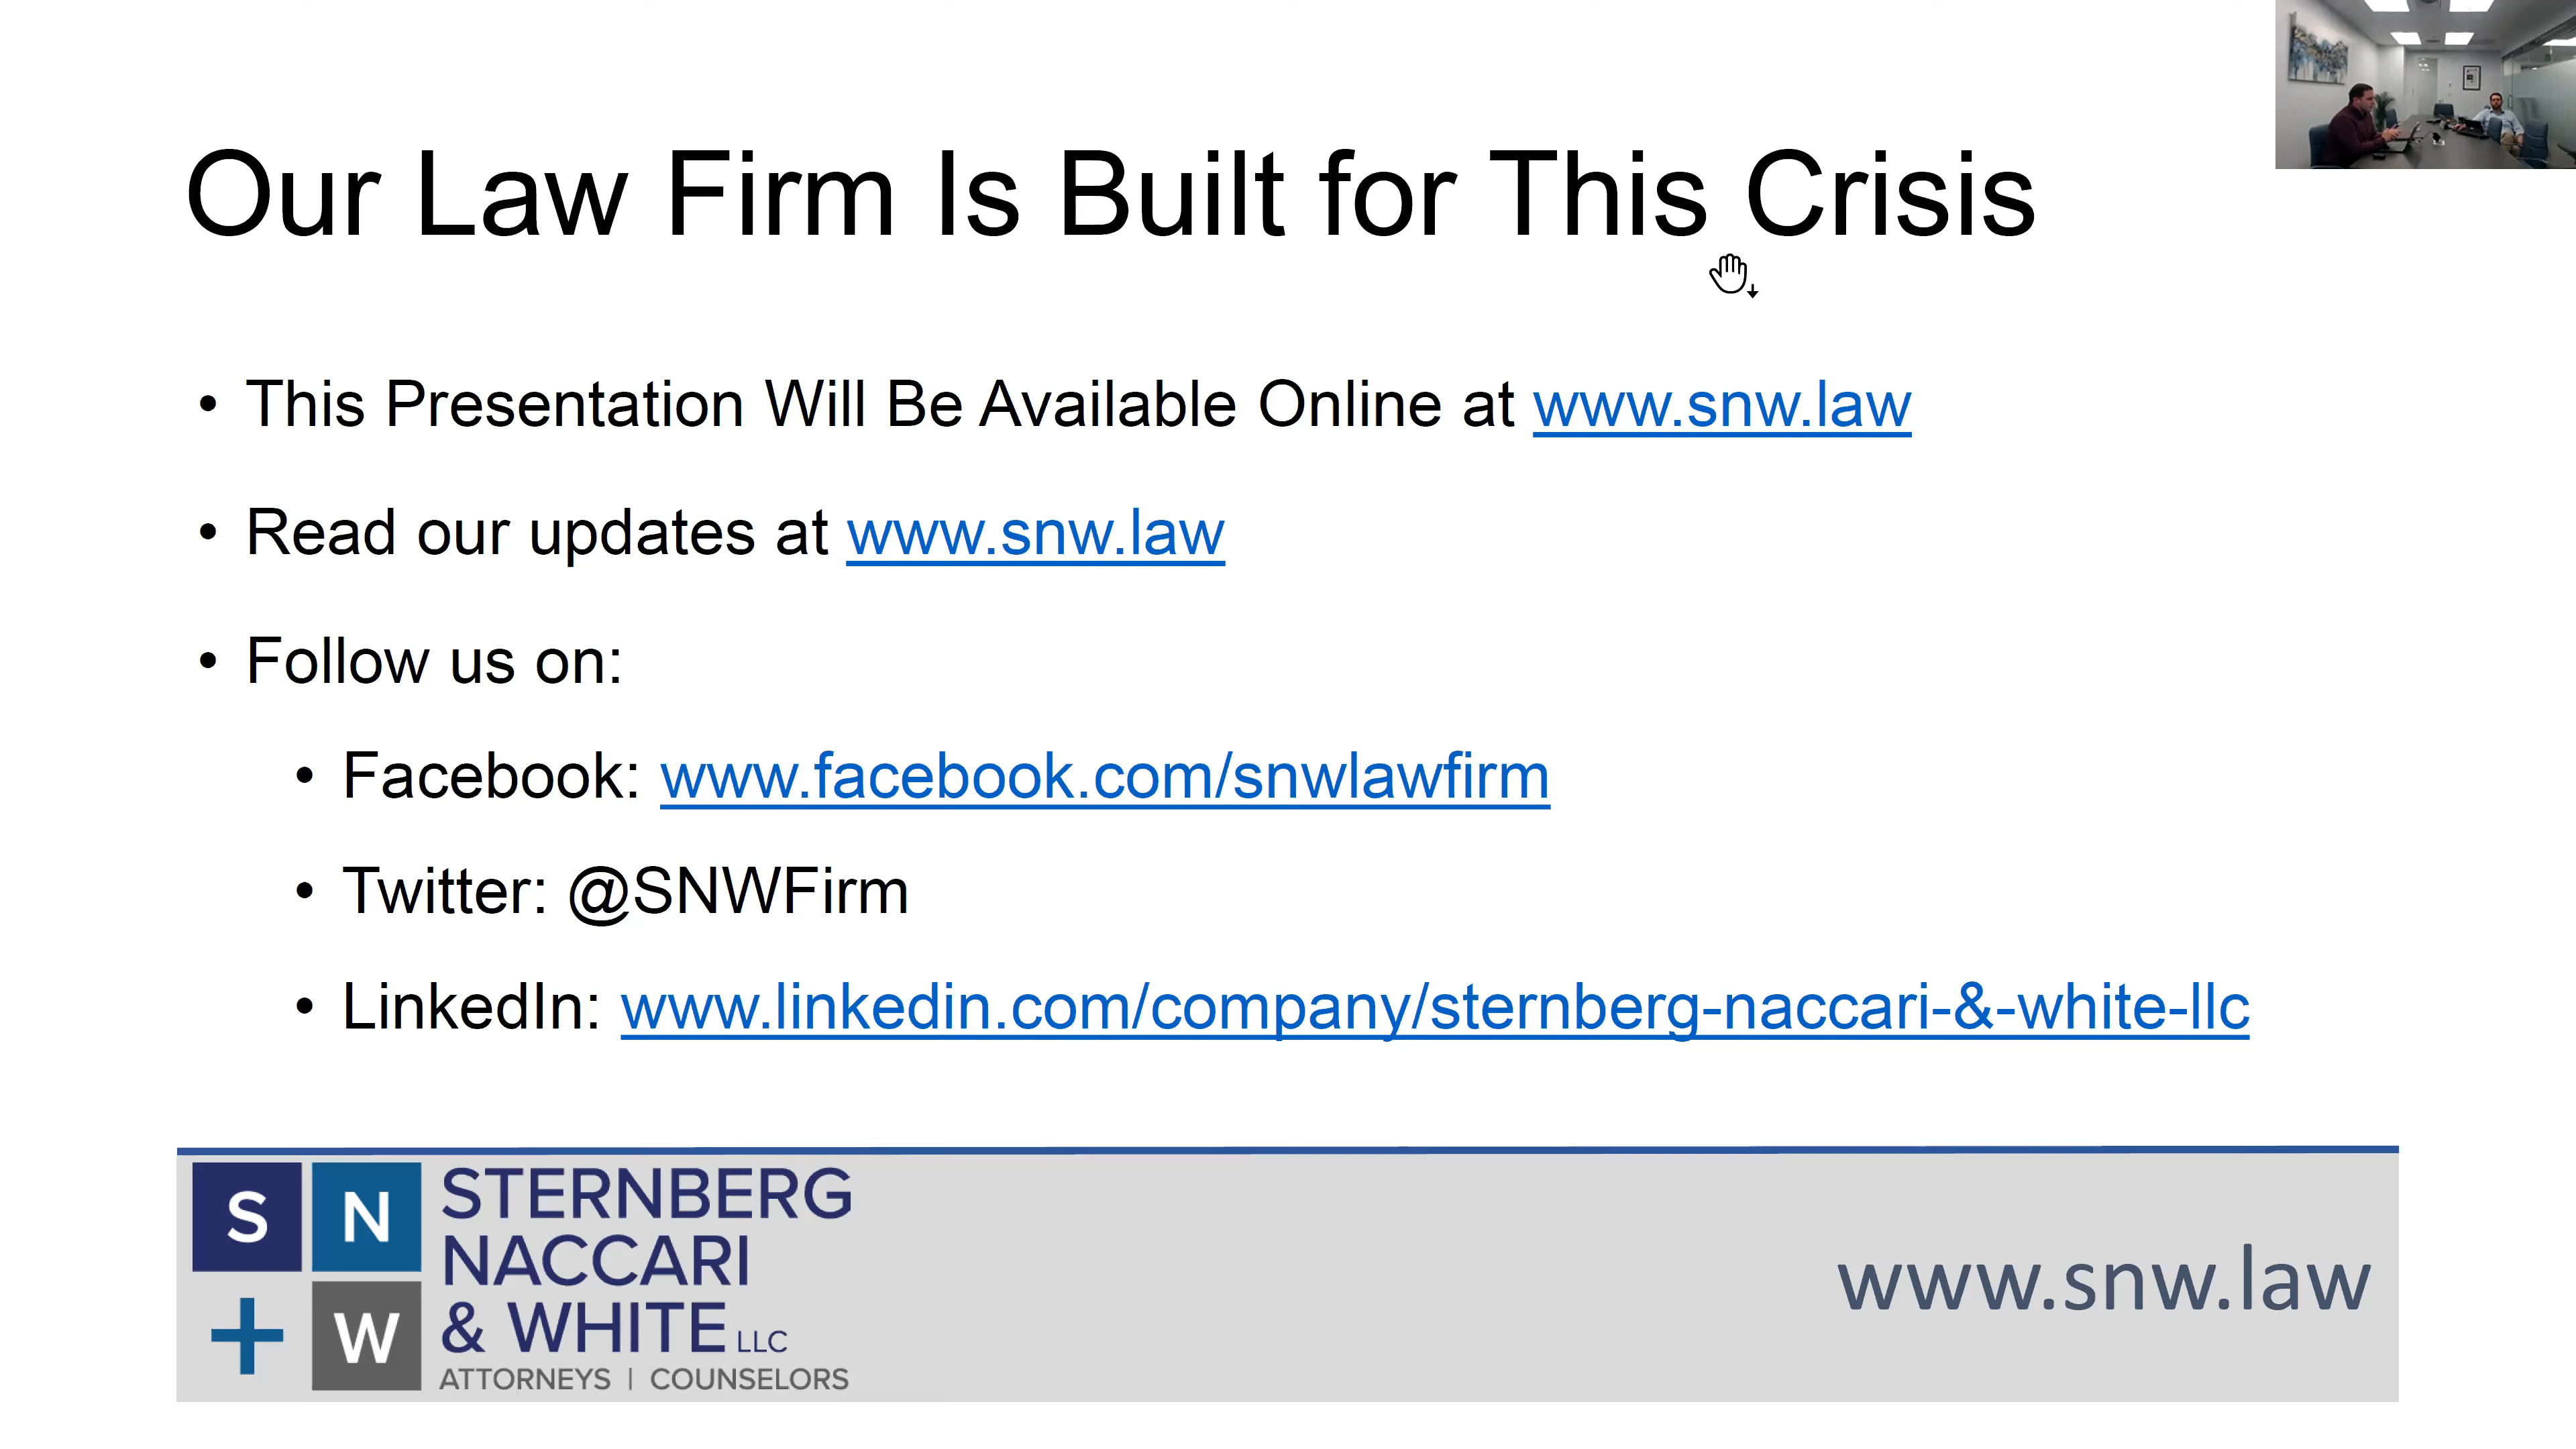 Our Law Firm Is Built for This Crisis
• This Presentation Will Be Available Online at www.snw.law
• Read our updates at www.snw.law
• Follow us on:
• Facebook: www.facebook.com/snwlawfirm
• Twitter: @SNWFirm
• LinkedIn: www.linkedin.com/company/sternberg-naccari-&-white-llc
S N
+ W
STERNBERG
NACCARI
& WHITE LLC
ATTORNEYS | COUNSELORS
www.snw.law